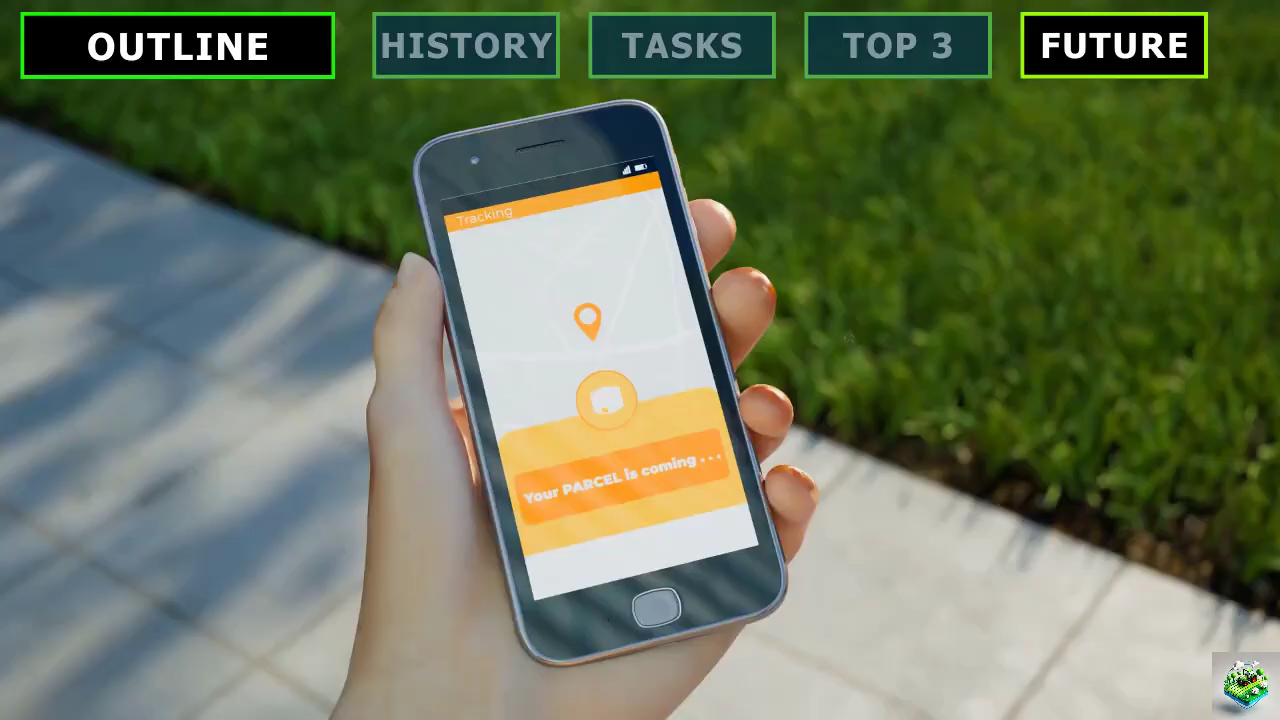 OUTLINE
HISTORY
TASKS
TOP 3
FUTURE
Tracking
Your PARCEL is coming . . .